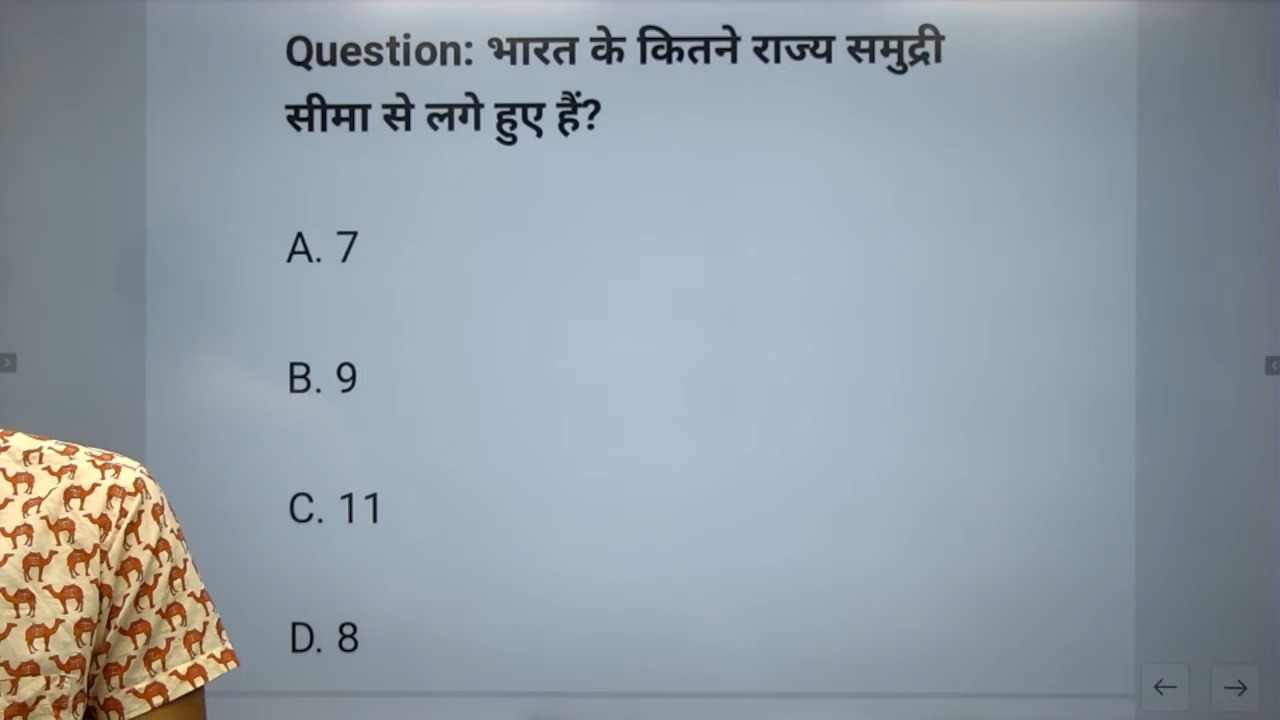 Question: भारत के कितने राज्य समुद्री
सीमा से लगे हुए हैं?
A. 7
B. 9
C. 11
D. 8